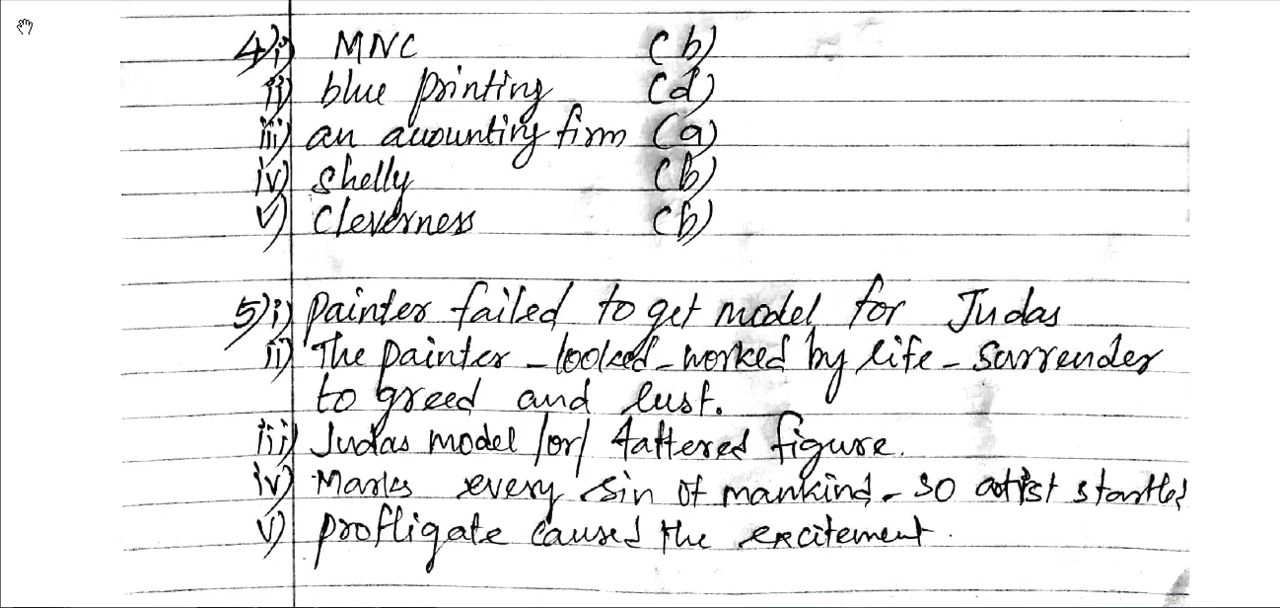 4) i) MNC (b)
ii) blue printing (d)
iii) an accounting firm (a)
iv) Shelly (b)
v) Cleverness (b)
5) i) Painter failed to get model for Judas
ii) The painter - looked - worked by life - Surrender
to greed and lust.
iii) Judas model /or/ tattered figure.
iv) Marks every sin of mankind - so artist startled
v) profligate caused the excitement.